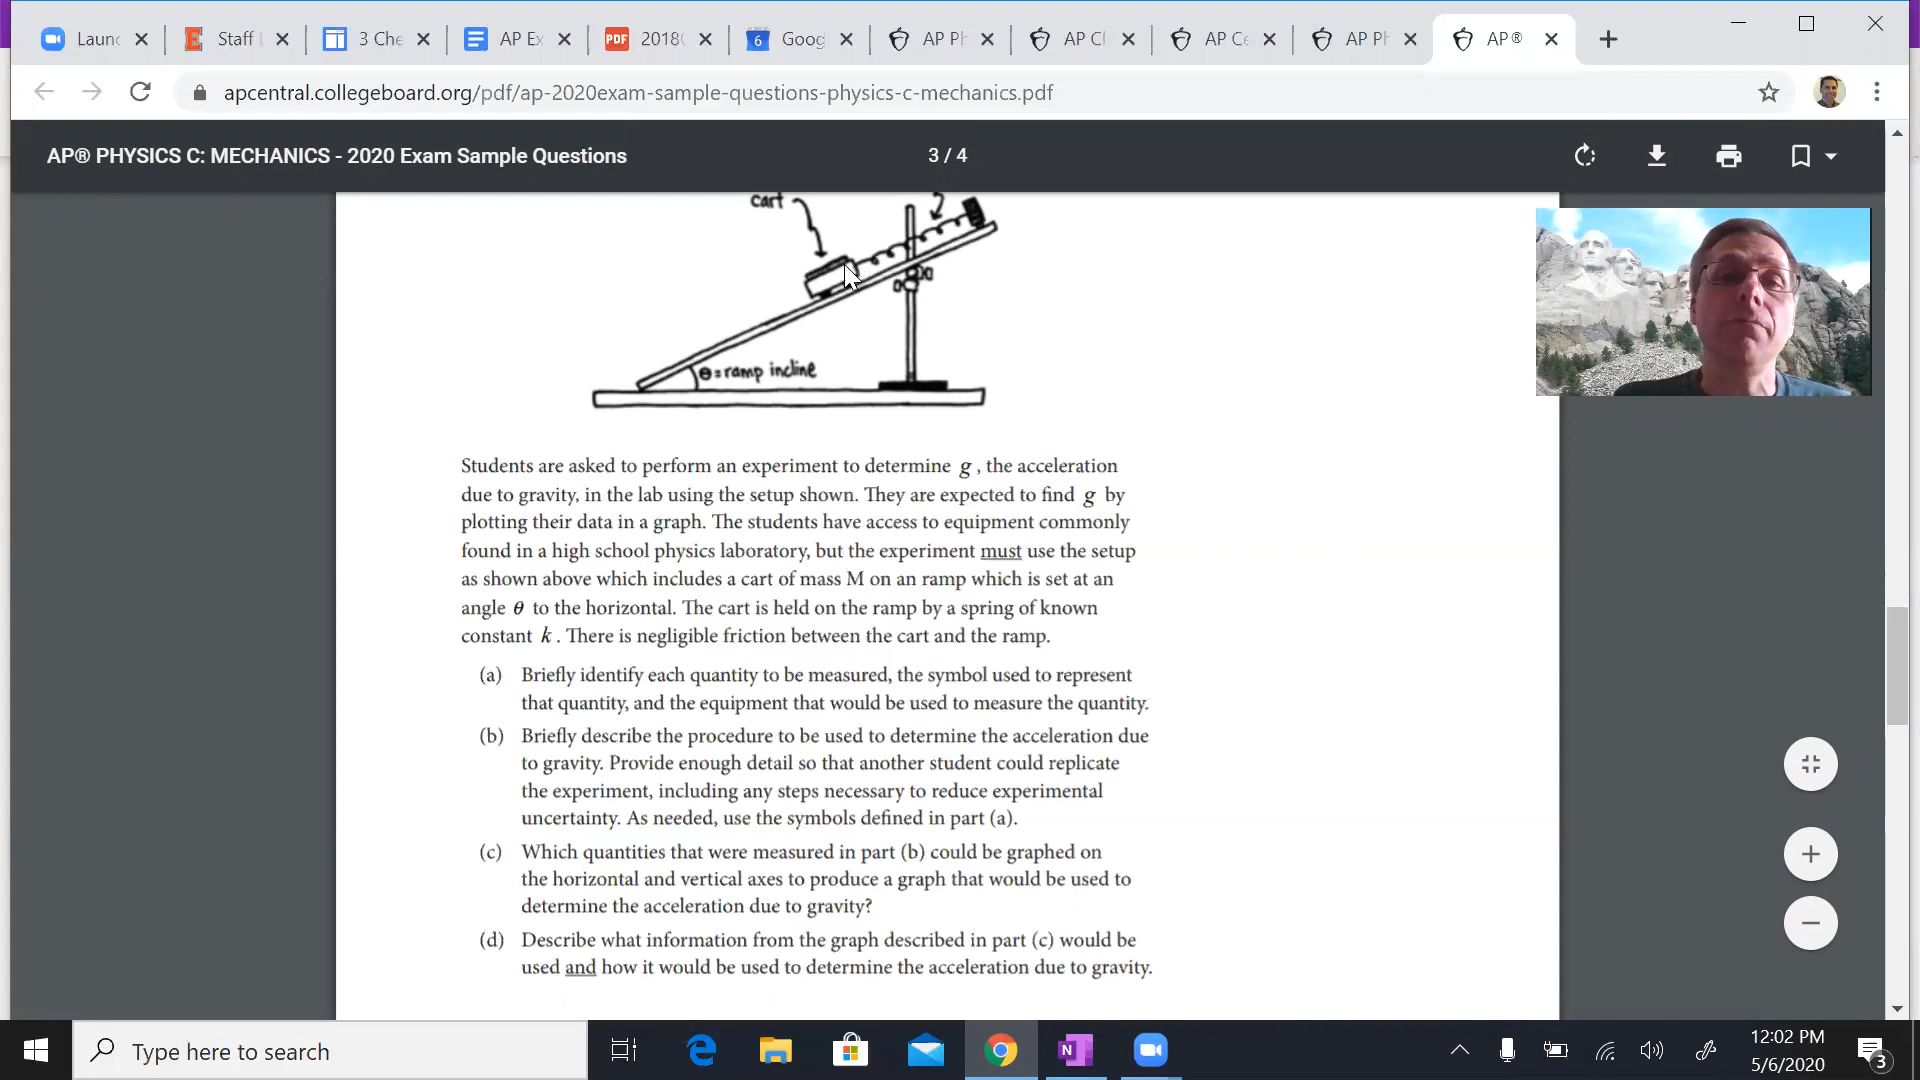 Laun
Staff
3 Che
AP Ex
PDF
2018
6
Goog
AP Ph
AP Cl
AP Ce
AP Ph
AP®
apcentral.collegeboard.org/pdf/ap-2020exam-sample-questions-physics-c-mechanics.pdf
AP® PHYSICS C: MECHANICS - 2020 Exam Sample Questions
3 / 4
cart
θ = ramp incline
Students are asked to perform an experiment to determine g, the acceleration
due to gravity, in the lab using the setup shown. They are expected to find g by
plotting their data in a graph. The students have access to equipment commonly
found in a high school physics laboratory, but the experiment must use the setup
as shown above which includes a cart of mass M on an ramp which is set at an
angle θ to the horizontal. The cart is held on the ramp by a spring of known
constant k. There is negligible friction between the cart and the ramp.
(a) Briefly identify each quantity to be measured, the symbol used to represent
that quantity, and the equipment that would be used to measure the quantity.
(b) Briefly describe the procedure to be used to determine the acceleration due
to gravity. Provide enough detail so that another student could replicate
the experiment, including any steps necessary to reduce experimental
uncertainty. As needed, use the symbols defined in part (a).
(c) Which quantities that were measured in part (b) could be graphed on
the horizontal and vertical axes to produce a graph that would be used to
determine the acceleration due to gravity?
(d) Describe what information from the graph described in part (c) would be
used and how it would be used to determine the acceleration due to gravity.
Type here to search
N
12:02 PM
5/6/2020
3